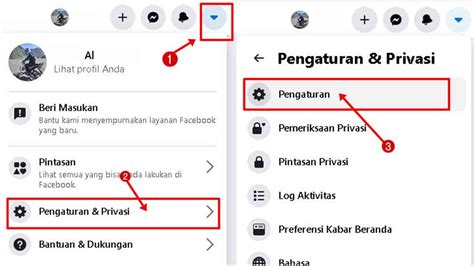 1
Al
Lihat profil Anda
Beri Masukan
Bantu kami menyempurnakan layanan Facebook
yang baru.
Pintasan
Lihat semua yang bisa Anda lakukan di
Facebook.
2
Pengaturan & Privasi
Bantuan & Dukungan
Pengaturan & Privasi
Pengaturan
3
Pemeriksaan Privasi
Pintasan Privasi
Log Aktivitas
Preferensi Kabar Beranda
Bahasa